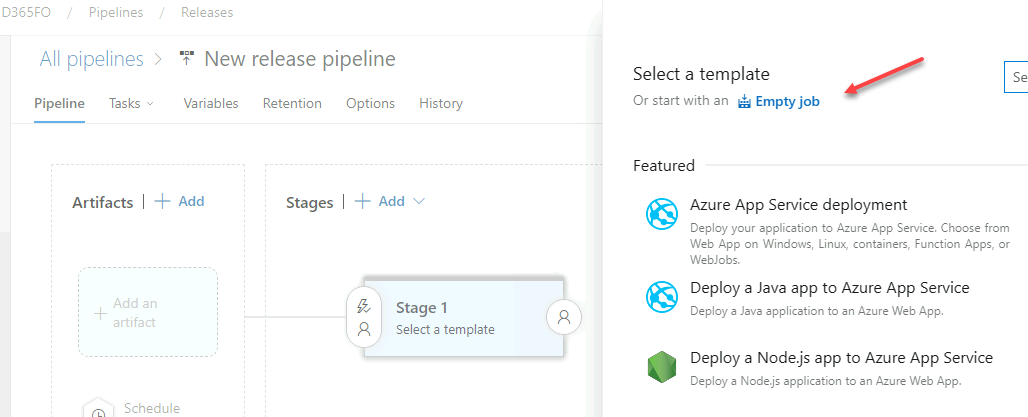 D365FO / Pipelines / Releases
All pipelines > New release pipeline
Pipeline Tasks Variables Retention Options History
Artifacts | + Add
Stages | + Add
+ Add an
artifact
Stage 1
Select a template
Schedule
Select a template
Se
Or start with an Empty job
Featured
Azure App Service deployment
Deploy your application to Azure App Service. Choose from
Web App on Windows, Linux, containers, Function Apps, or
WebJobs.
Deploy a Java app to Azure App Service
Deploy a Java application to an Azure Web App.
Deploy a Node.js app to Azure App Service
Deploy a Node.js application to an Azure Web App.